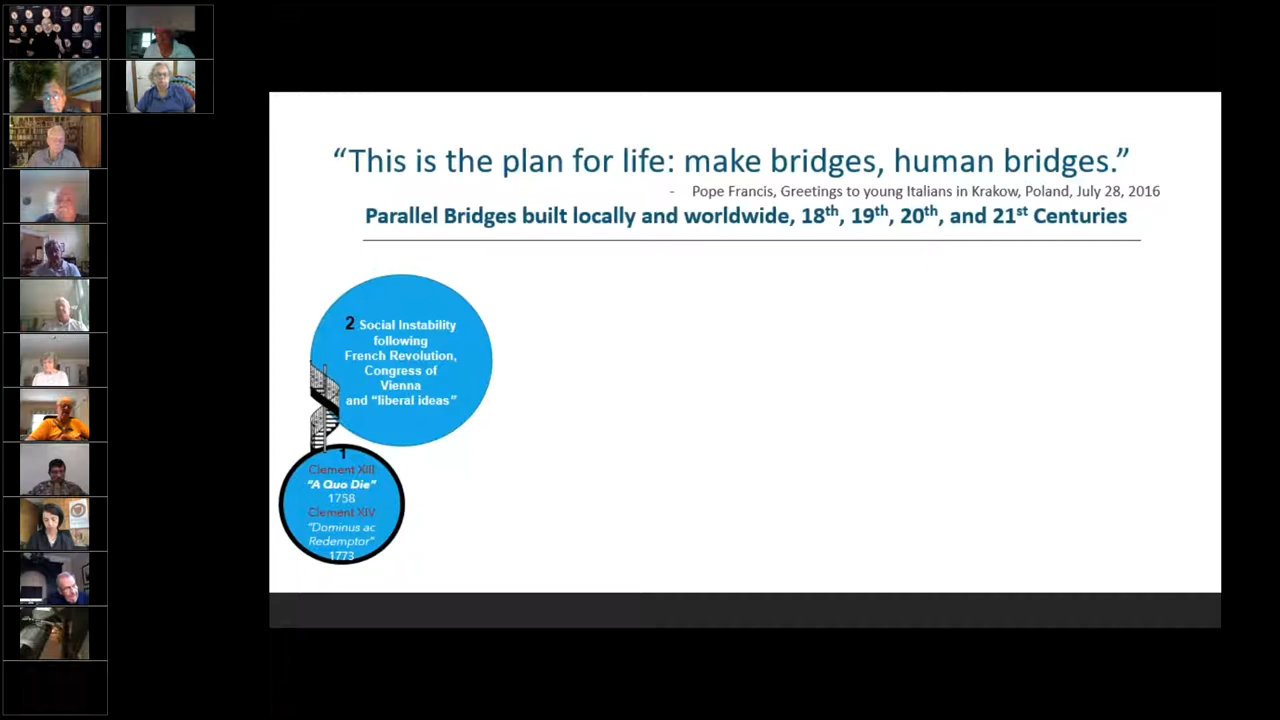 “This is the plan for life: make bridges, human bridges.”
- Pope Francis, Greetings to young Italians in Krakow, Poland, July 28, 2016
Parallel Bridges built locally and worldwide, 18th, 19th, 20th, and 21st Centuries
2 Social Instability
following
French Revolution,
Congress of
Vienna
and “liberal ideas”
1
Clement XIII
“A Quo Die”
1758
Clement XIV
“Dominus ac
Redemptor”
1773